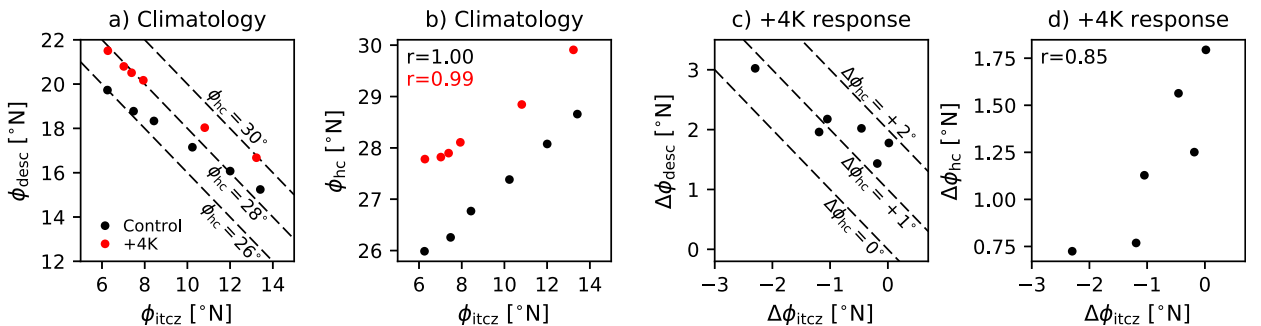 a) Climatology
22
20
18
16
14
12
ϕdesc [°N]
6 8 10 12 14
ϕitcz [°N]
ϕhc = 30°
ϕhc = 28°
ϕhc = 26°
Control
+4K
b) Climatology
30
29
28
27
26
ϕhc [°N]
r=1.00
r=0.99
6 8 10 12 14
ϕitcz [°N]
c) +4K response
3
2
1
0
Δϕdesc [°N]
−3 −2 −1 0
Δϕitcz [°N]
Δϕhc = +2°
Δϕhc = +1°
Δϕhc = 0°
d) +4K response
1.75
1.50
1.25
1.00
0.75
Δϕhc [°N]
r=0.85
−3 −2 −1 0
Δϕitcz [°N]